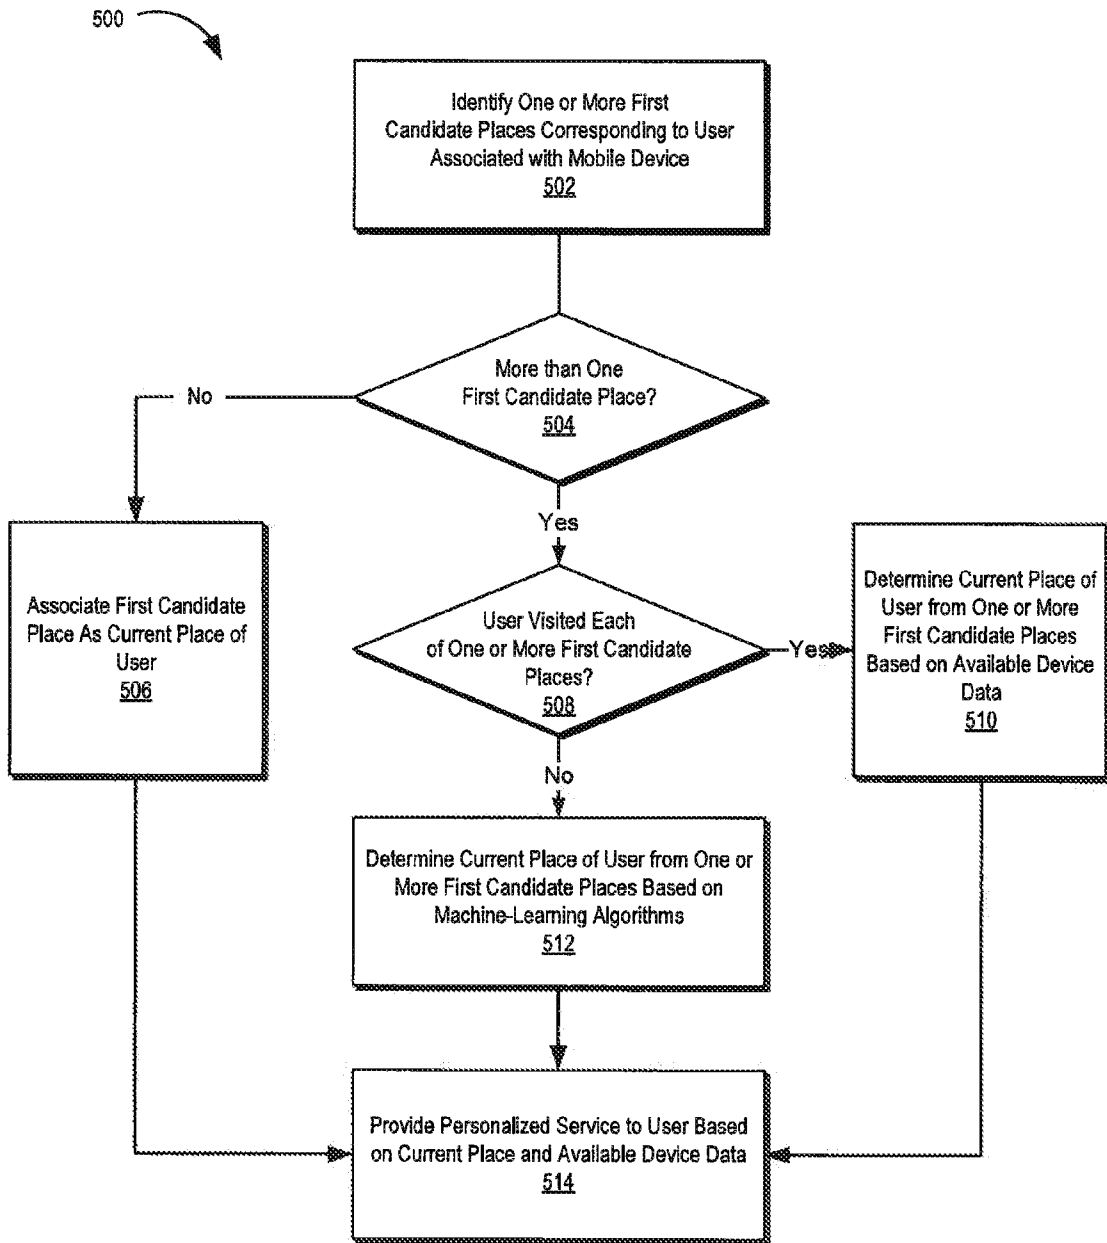 500
Identify One or More First
Candidate Places Corresponding to User
Associated with Mobile Device
502
More than One
First Candidate Place?
504
No
Yes
Associate First Candidate
Place As Current Place of
User
506
User Visited Each
of One or More First Candidate
Places?
508
Yes
Determine Current Place of
User from One or More
First Candidate Places
Based on Available Device
Data
510
No
Determine Current Place of User from One or
More First Candidate Places Based on
Machine-Learning Algorithms
512
Provide Personalized Service to User Based
on Current Place and Available Device Data
514